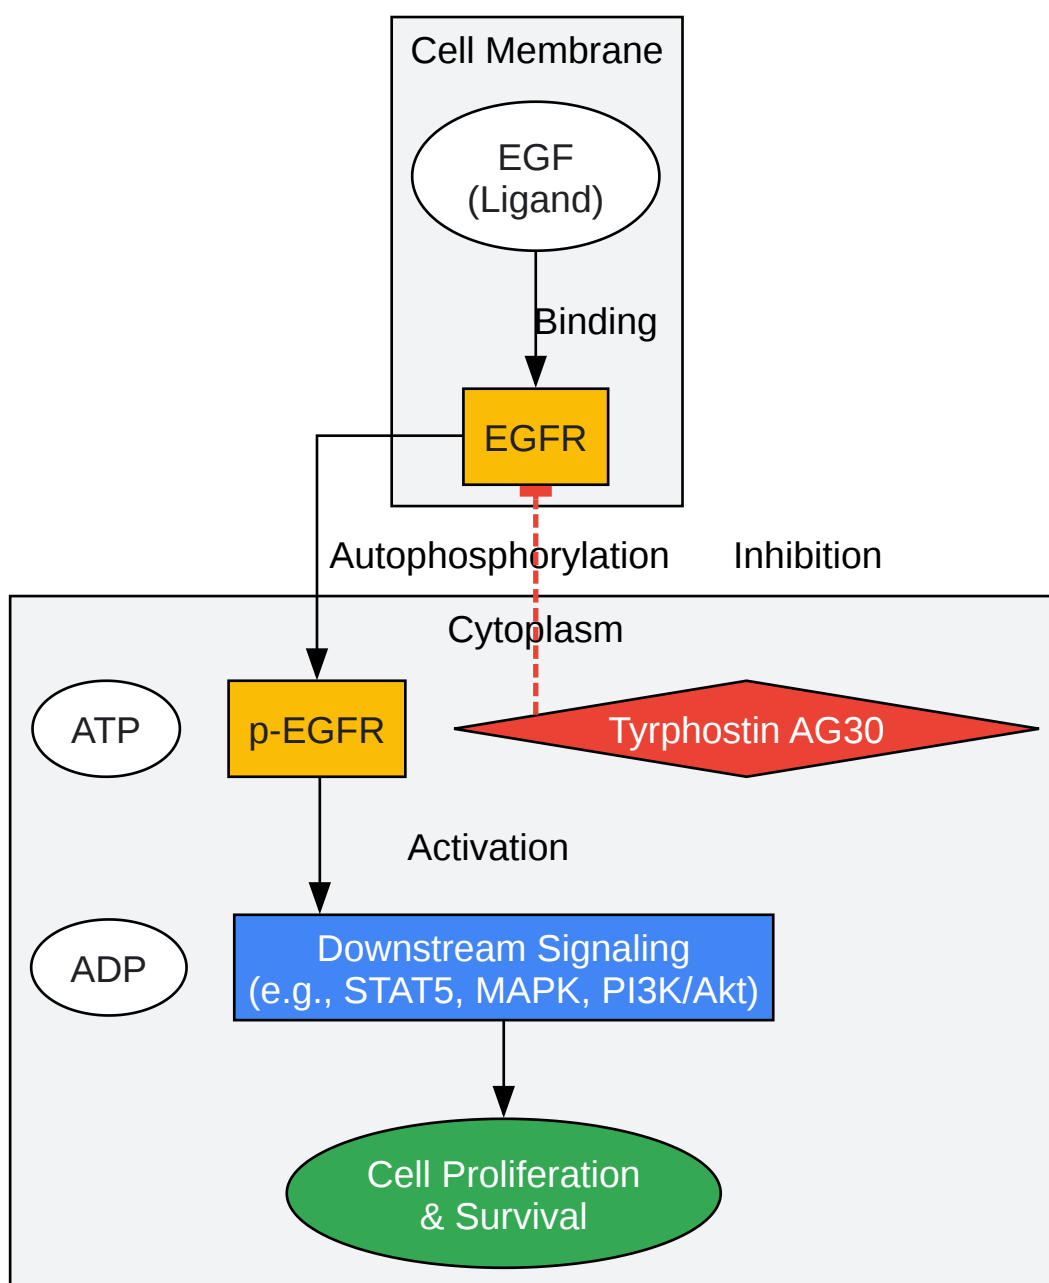 Cell Membrane
EGF
(Ligand)
Binding
EGFR
Autophosphorylation
Inhibition
Cytoplasm
ATP
p-EGFR
Tyrphostin AG30
Activation
ADP
Downstream Signaling
(e.g., STAT5, MAPK, PI3K/Akt)
Cell Proliferation
& Survival